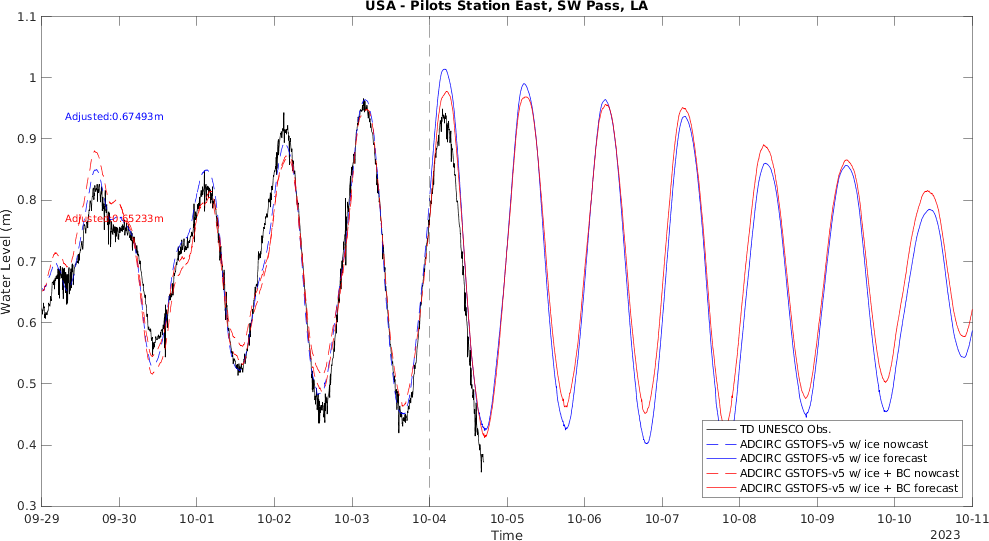 USA - Pilots Station East, SW Pass, LA
1.1
1
0.9
0.8
0.7
0.6
0.5
0.4
0.3
Water Level (m)
Adjusted:0.67493m
Adjusted:0.65233m
TD UNESCO Obs.
ADCIRC GSTOFS-v5 w/ ice nowcast
ADCIRC GSTOFS-v5 w/ ice forecast
ADCIRC GSTOFS-v5 w/ ice + BC nowcast
ADCIRC GSTOFS-v5 w/ ice + BC forecast
09-29 09-30 10-01 10-02 10-03 10-04 10-05 10-06 10-07 10-08 10-09 10-10 10-11
Time
2023